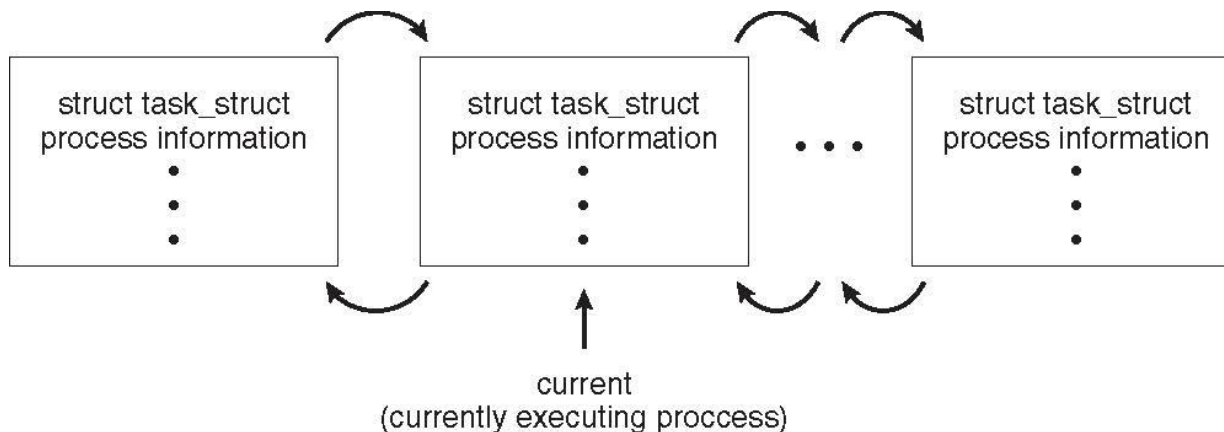 struct task_struct
process information
struct task_struct
process information
struct task_struct
process information
current
(currently executing proccess)